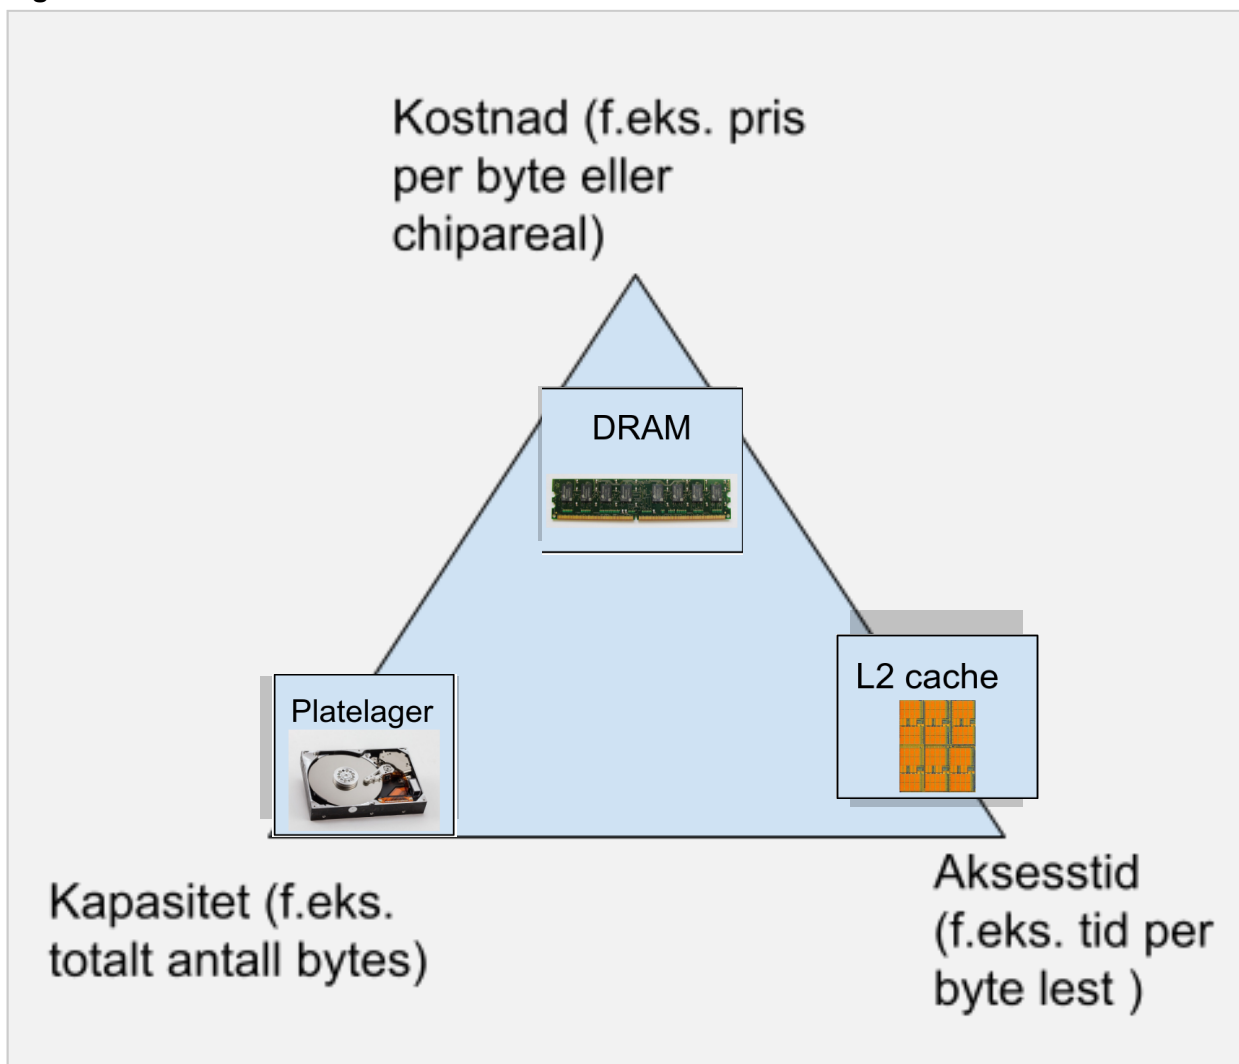 Kostnad (f.eks. pris
per byte eller
chipareal)
DRAM
L2 cache
Platelager
Kapasitet (f.eks.
totalt antall bytes)
Aksesstid
(f.eks. tid per
byte lest )